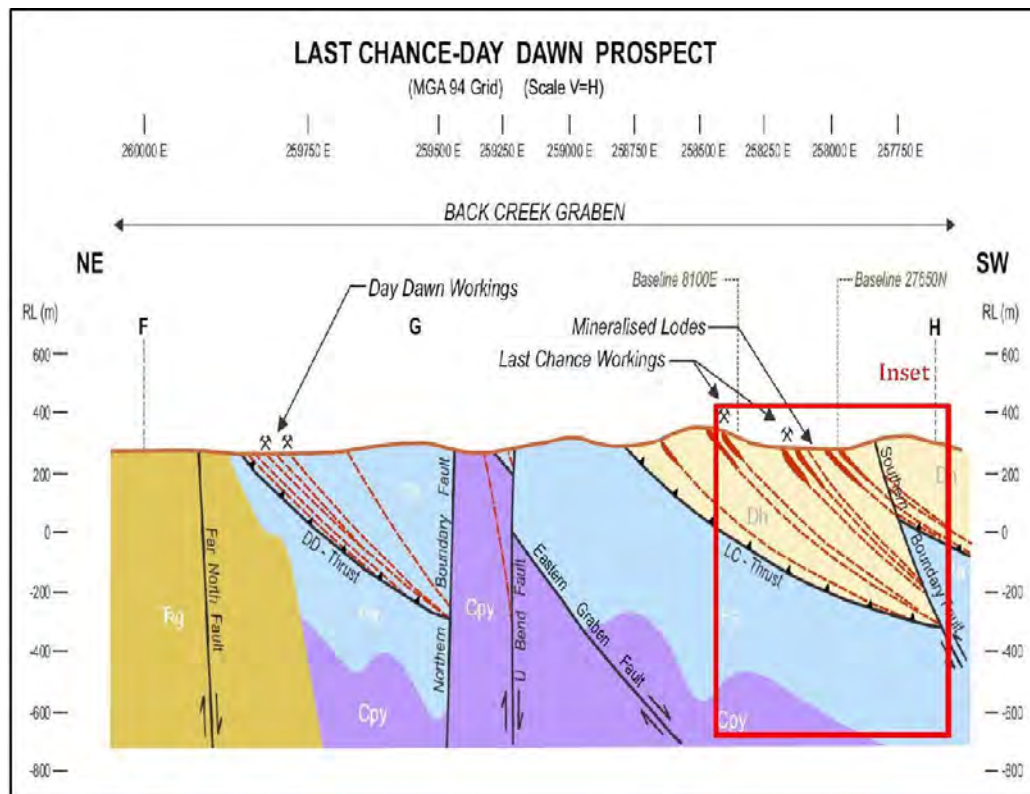 LAST CHANCE-DAY DAWN PROSPECT
(MGA 94 Grid) (Scale V=H)
260000 E
259750 E
259500 E
259250 E
259000 E
258750 E
258500 E
258250 E
258000 E
257750 E
BACK CREEK GRABEN
NE
SW
RL (m)
RL (m)
F
G
H
Day Dawn Workings
Baseline 8100E
Baseline 27650N
Mineralised Lodes
Last Chance Workings
Inset
600
400
200
0
-200
-400
-600
-800
600
400
200
0
-200
-400
-600
-800
Far North Fault
DD - Thrust
Northern Boundary Fault
U Bend Fault
Eastern Graben Fault
LC - Thrust
Southern Boundary Fault
Rg
Cpy
Cpy
Cpy
Dh
Dh